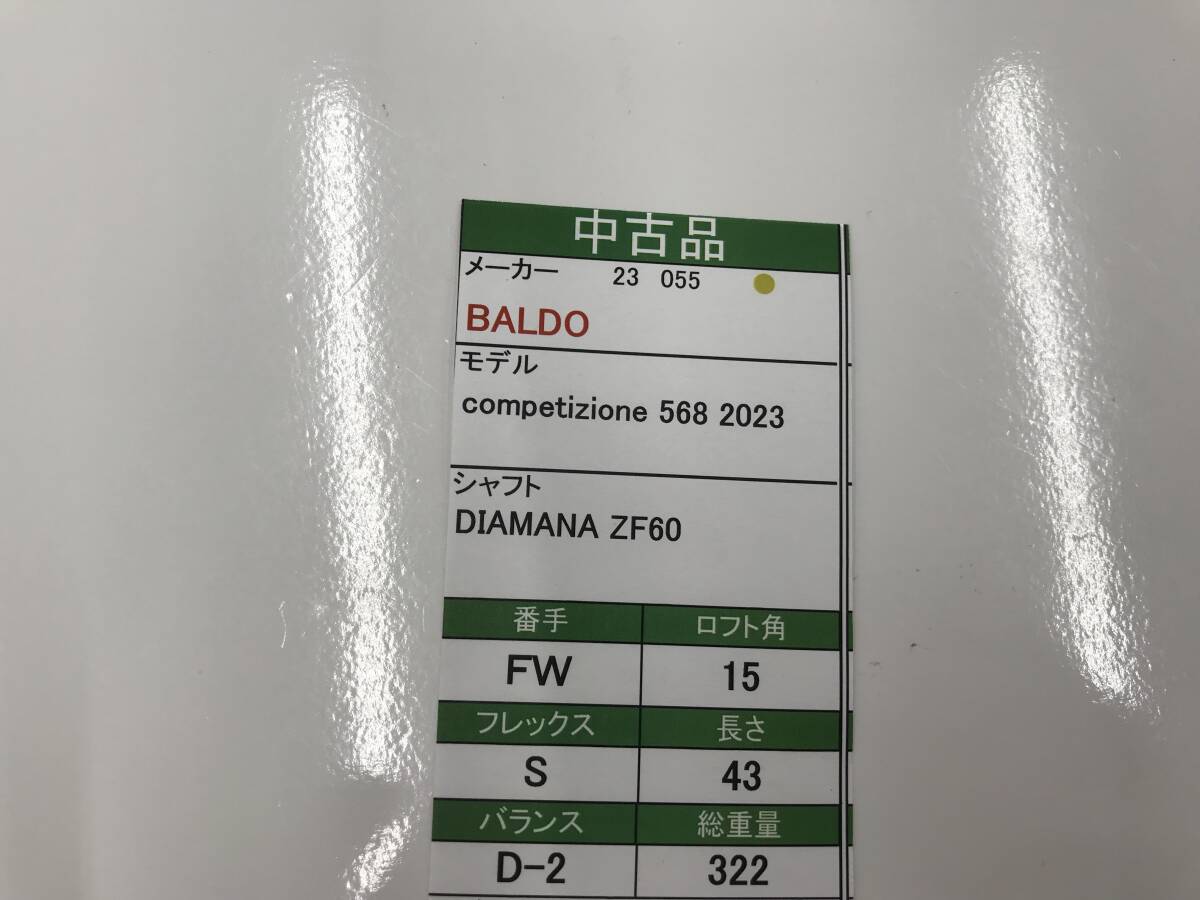 中古品
メーカー 23 055
BALDO
モデル
competizione 568 2023
シャフト
DIAMANA ZF60
番手 ロフト角
FW 15
フレックス 長さ
S 43
バランス 総重量
D-2 322